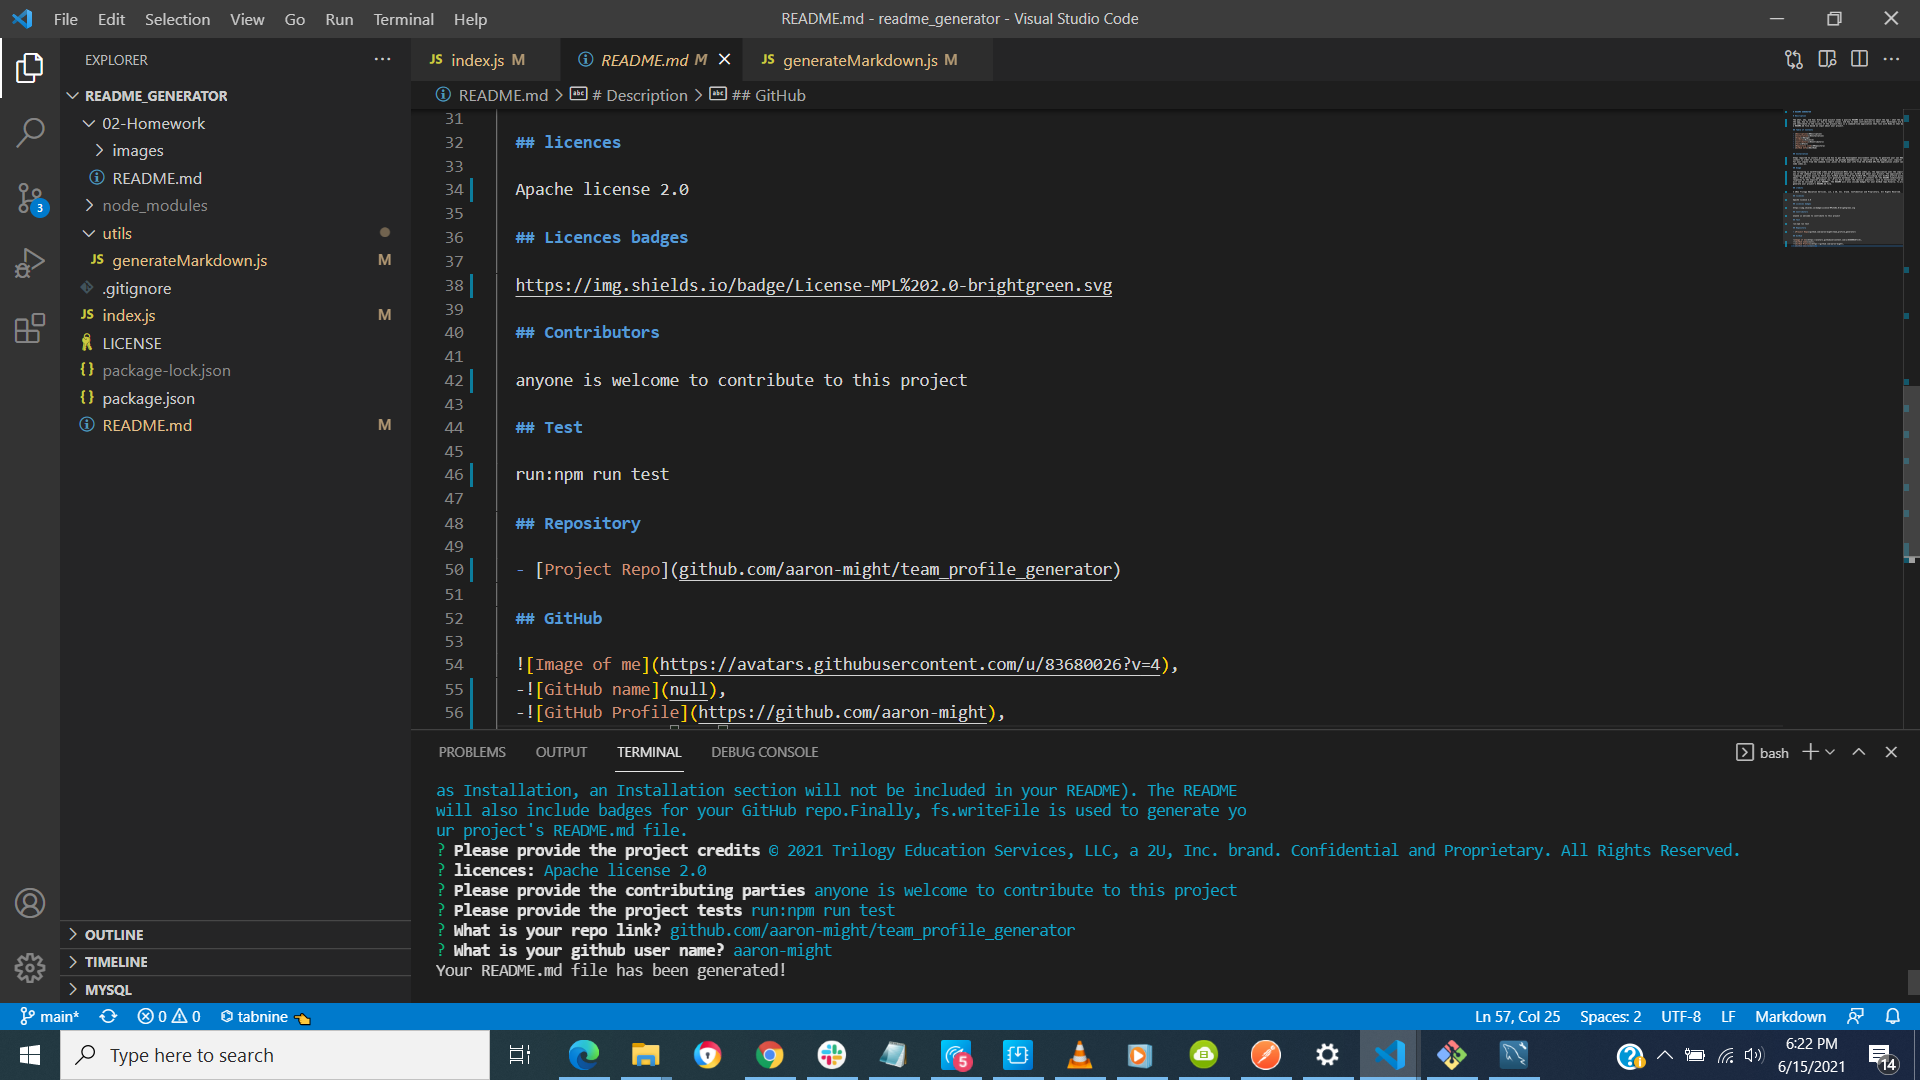 File Edit Selection View Go Run Terminal Help
README.md - readme_generator - Visual Studio Code
EXPLORER
README_GENERATOR
02-Homework
images
README.md
node_modules
utils
JS generateMarkdown.js M
.gitignore
JS index.js M
LICENSE
{} package-lock.json
{} package.json
README.md M
OUTLINE
TIMELINE
MYSQL
3
JS index.js M
README.md M
JS generateMarkdown.js M
README.md > # Description > ## GitHub
31
32 ## licences
33
34 Apache license 2.0
35
36 ## Licences badges
37
38 https://img.shields.io/badge/License-MPL%202.0-brightgreen.svg
39
40 ## Contributors
41
42 anyone is welcome to contribute to this project
43
44 ## Test
45
46 run:npm run test
47
48 ## Repository
49
50 - [Project Repo](github.com/aaron-might/team_profile_generator)
51
52 ## GitHub
53
54 ![Image of me](https://avatars.githubusercontent.com/u/83680026?v=4),
55 -![GitHub name](null),
56 -![GitHub Profile](https://github.com/aaron-might),
PROBLEMS OUTPUT TERMINAL DEBUG CONSOLE
bash
as Installation, an Installation section will not be included in your README). The README
will also include badges for your GitHub repo.Finally, fs.writeFile is used to generate yo
ur project's README.md file.
? Please provide the project credits © 2021 Trilogy Education Services, LLC, a 2U, Inc. brand. Confidential and Proprietary. All Rights Reserved.
? licences: Apache license 2.0
? Please provide the contributing parties anyone is welcome to contribute to this project
? Please provide the project tests run:npm run test
? What is your repo link? github.com/aaron-might/team_profile_generator
? What is your github user name? aaron-might
Your README.md file has been generated!
main* 0 0 tabnine
Ln 57, Col 25 Spaces: 2 UTF-8 LF Markdown
Type here to search
5
6:22 PM
6/15/2021
14